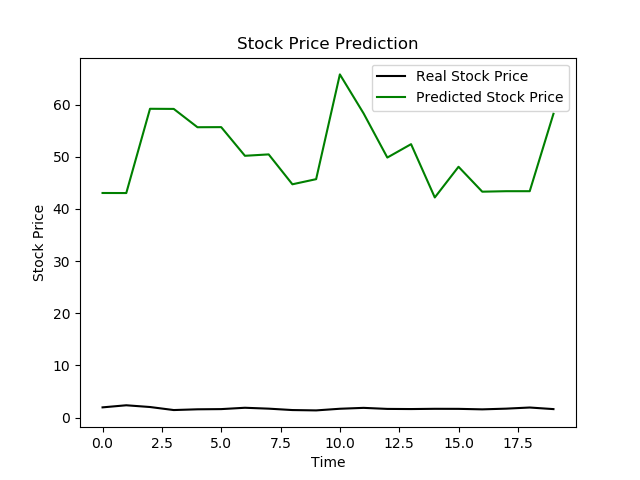 Stock Price Prediction
Real Stock Price
Predicted Stock Price
Stock Price
60
50
40
30
20
10
0
0.0 2.5 5.0 7.5 10.0 12.5 15.0 17.5
Time